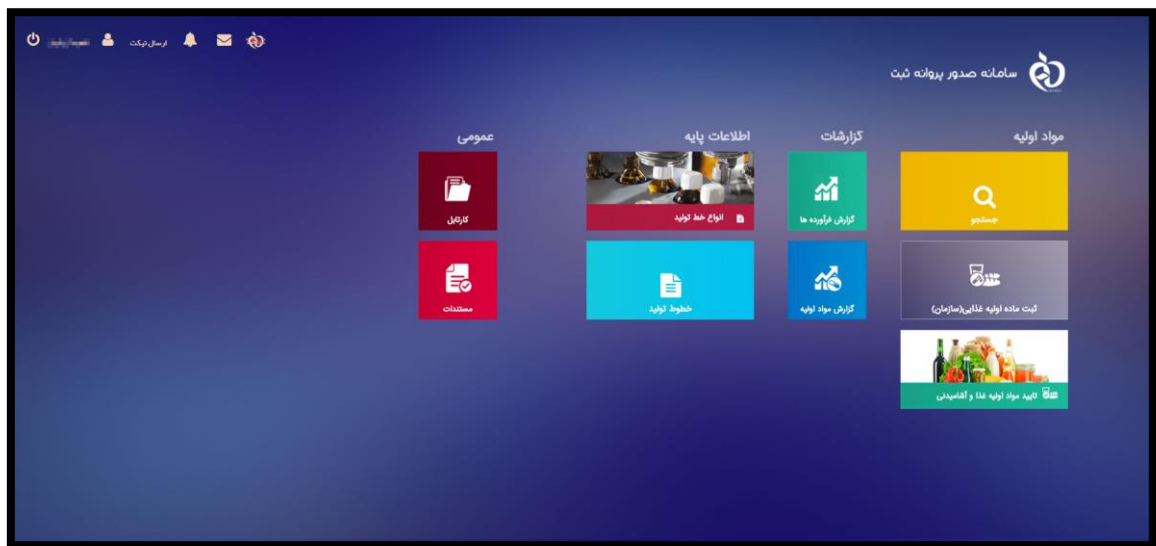 ارسال تیکت
سامانه صدور پروانه ثبت
مواد اولیه
گزارشات
اطلاعات پایه
عمومی
جستجو
گزارش فرآورده ها
انواع خط تولید
کارتابل
ثبت ماده اولیه غذایی(سازمان)
گزارش مواد اولیه
خطوط تولید
مستندات
تایید مواد اولیه غذا و آشامیدنی